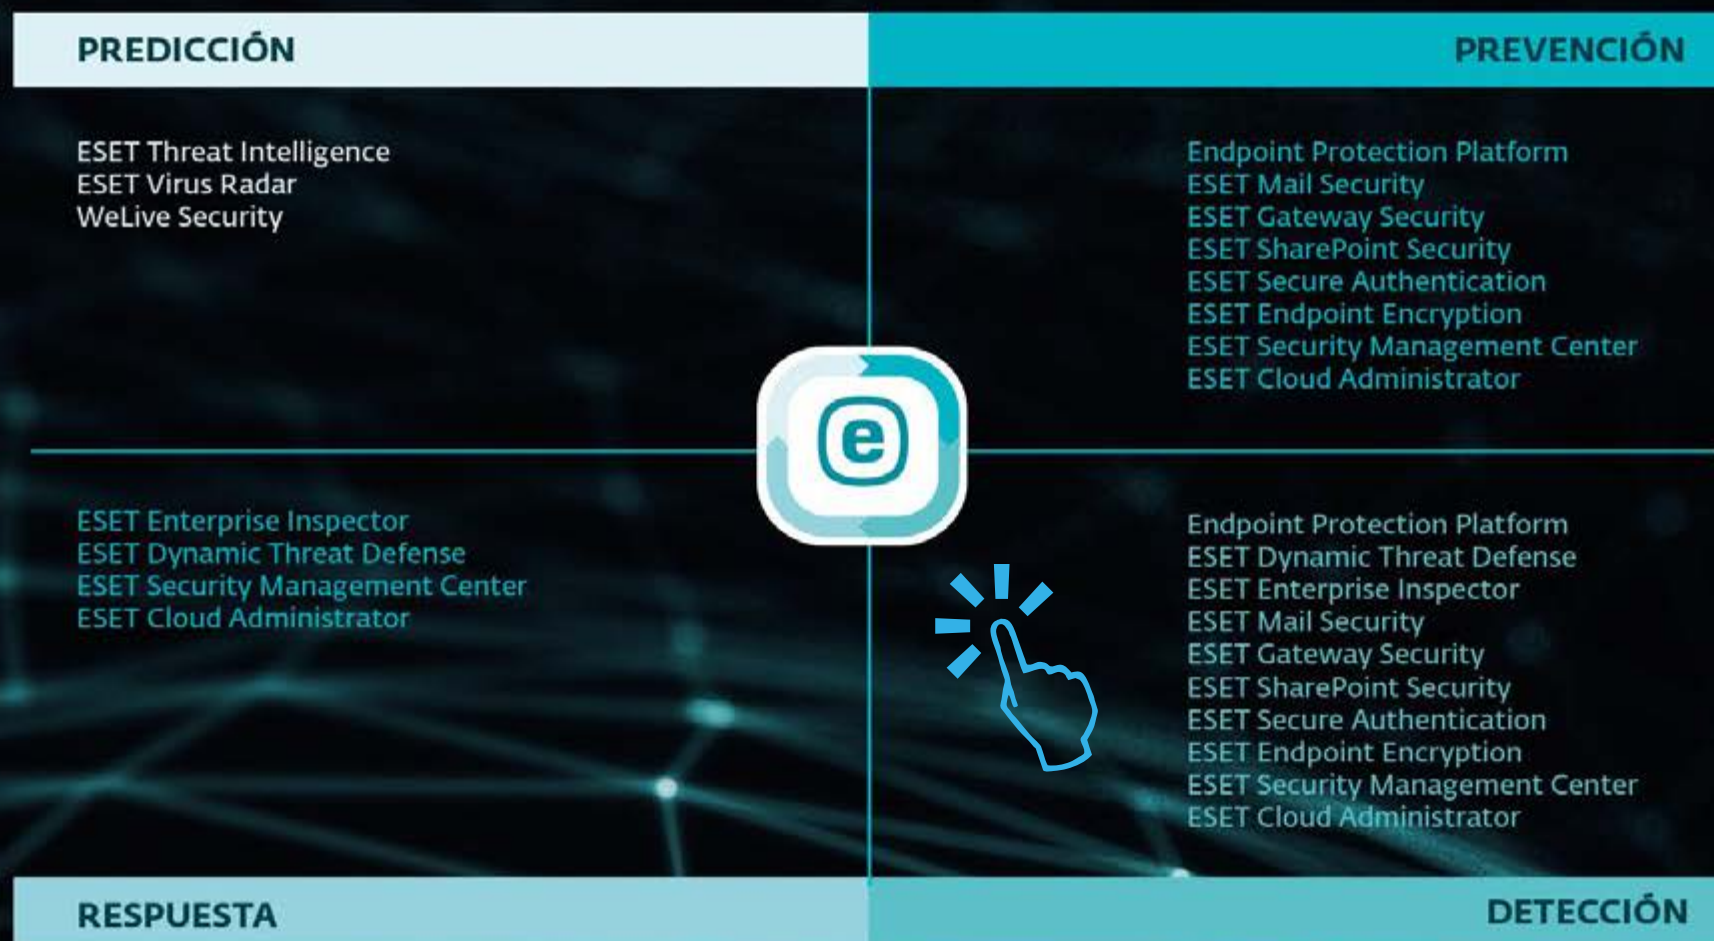 PREDICCIÓN
ESET Threat Intelligence
ESET Virus Radar
WeLive Security
PREVENCIÓN
Endpoint Protection Platform
ESET Mail Security
ESET Gateway Security
ESET SharePoint Security
ESET Secure Authentication
ESET Endpoint Encryption
ESET Security Management Center
ESET Cloud Administrator
e
ESET Enterprise Inspector
ESET Dynamic Threat Defense
ESET Security Management Center
ESET Cloud Administrator
RESPUESTA
Endpoint Protection Platform
ESET Dynamic Threat Defense
ESET Enterprise Inspector
ESET Mail Security
ESET Gateway Security
ESET SharePoint Security
ESET Secure Authentication
ESET Endpoint Encryption
ESET Security Management Center
ESET Cloud Administrator
DETECCIÓN